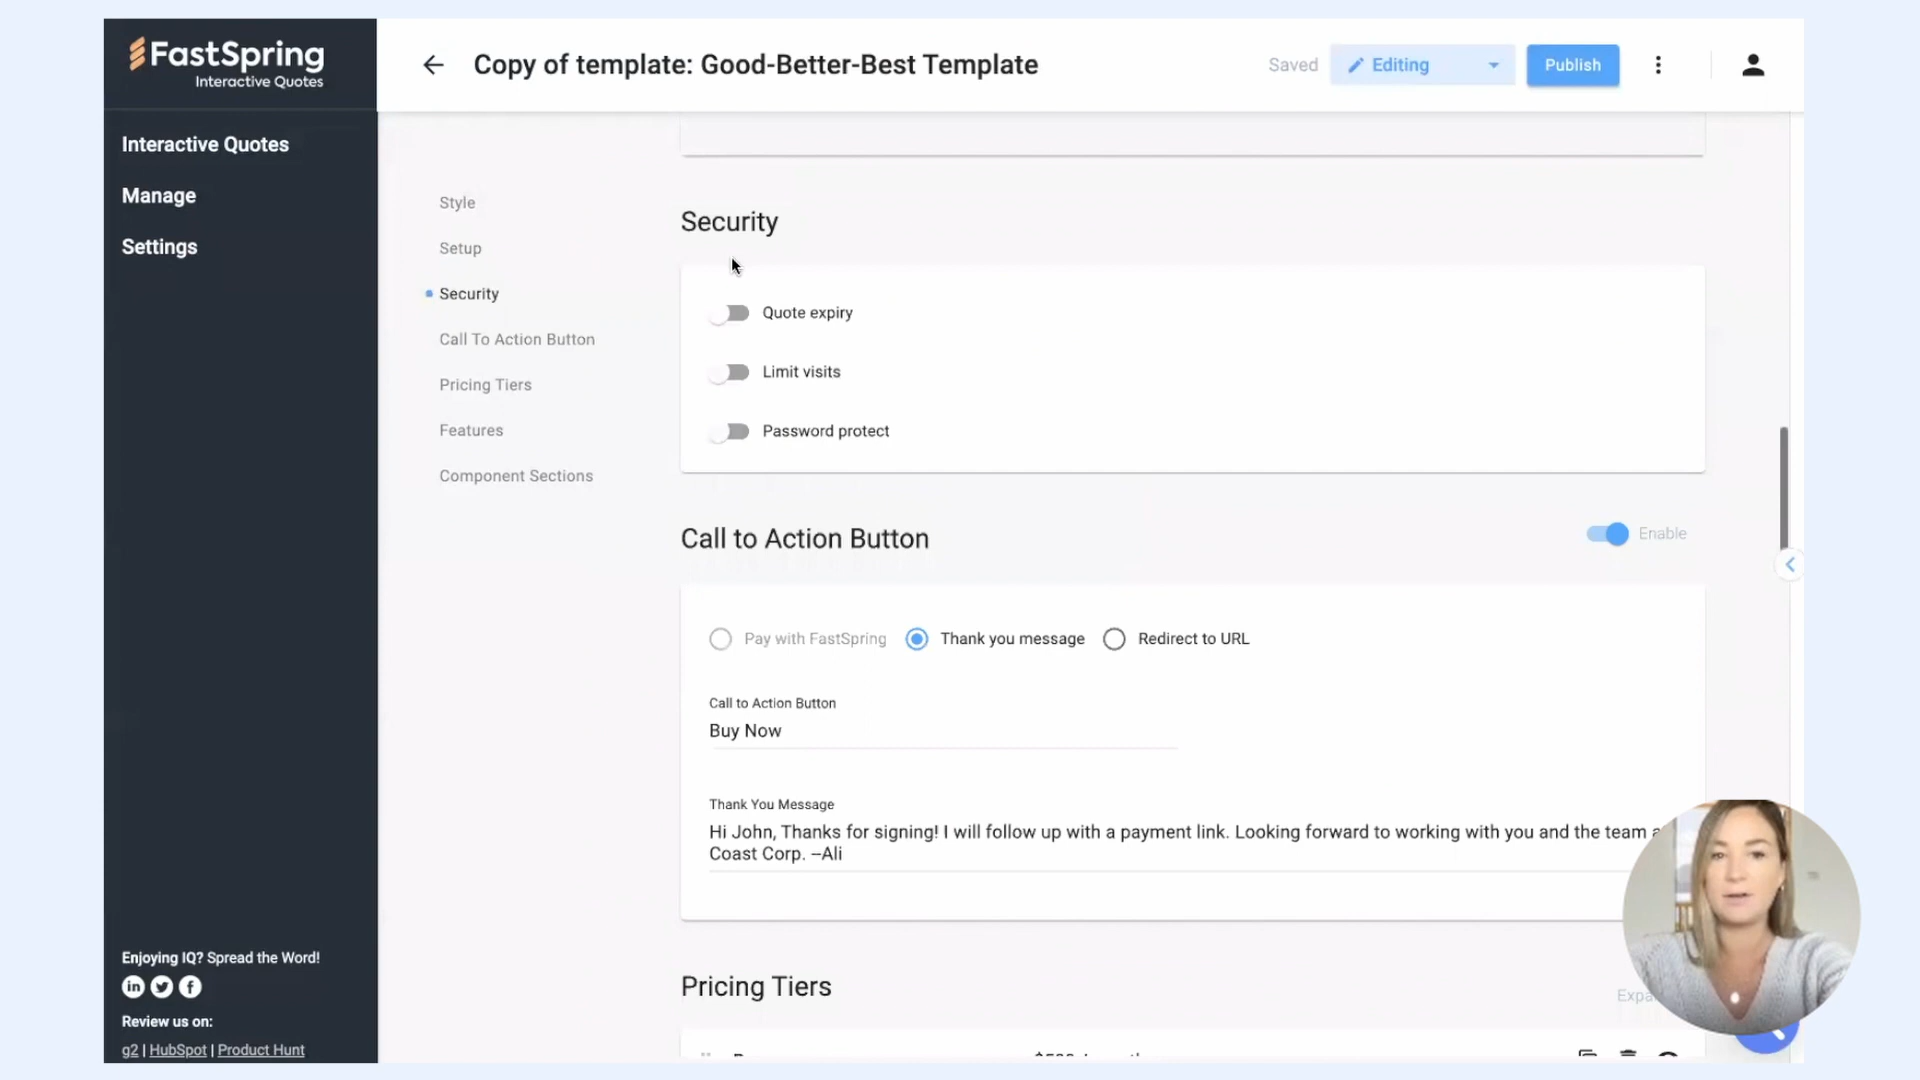 FastSpring
Interactive Quotes
Copy of template: Good-Better-Best Template
Saved
Editing
Publish
Interactive Quotes
Manage
Settings
Style
Setup
Security
Call To Action Button
Pricing Tiers
Features
Component Sections
Security
Quote expiry
Limit visits
Password protect
Call to Action Button
Enable
Pay with FastSpring
Thank you message
Redirect to URL
Call to Action Button
Buy Now
Thank You Message
Hi John, Thanks for signing! I will follow up with a payment link. Looking forward to working with you and the team
Coast Corp. –Ali
Pricing Tiers
Enjoying IQ? Spread the Word!
Review us on:
g2 | HubSpot | Product Hunt